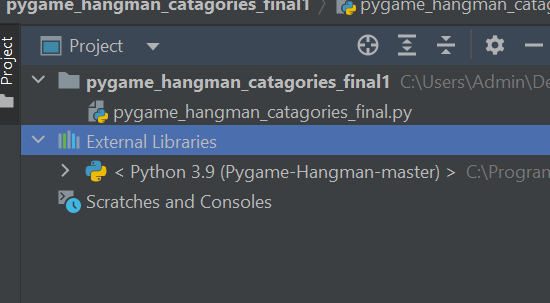 pygame_hangman_catagories_final1 〉 pygame_hangman_catag
Project
Project
pygame_hangman_catagories_final1 C:\Users\Admin\De
pygame_hangman_catagories_final.py
External Libraries
< Python 3.9 (Pygame-Hangman-master) > C:\Program
Scratches and Consoles